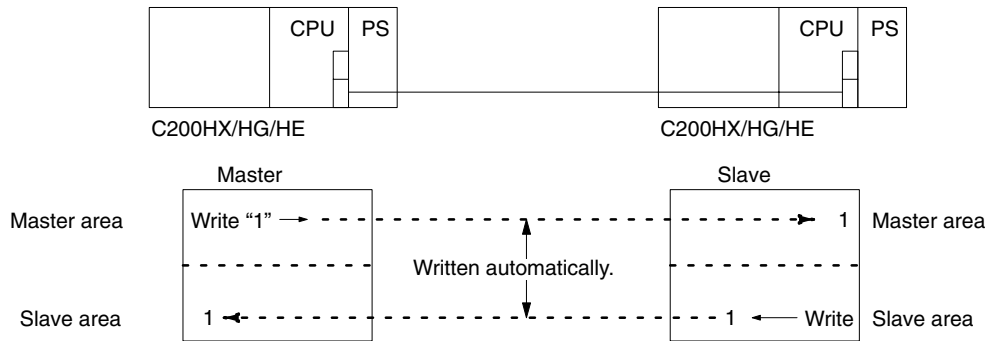 CPU PS CPU PS
C200HX/HG/HE C200HX/HG/HE
Master Slave
Master area Write “1” 1 Master area
Written automatically.
Slave area 1 1 Write Slave area